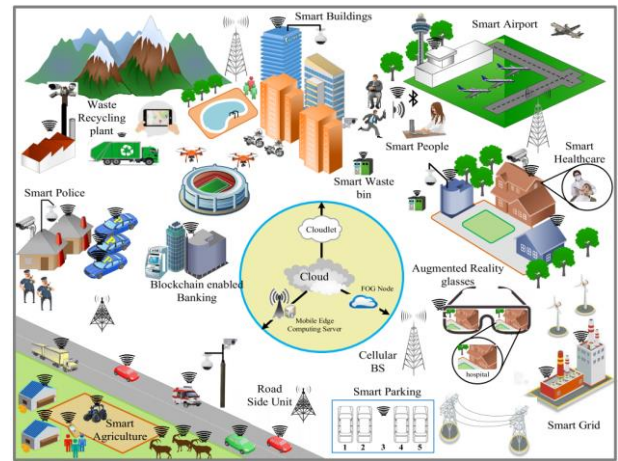 Smart Buildings
Smart Airport
Waste
Recycling
plant
Smart People
Smart
Healthcare
Smart Waste
bin
Smart Police
Cloudlet
Cloud
Blockchain enabled
Banking
FOG Node
Mobile Edge
Computing Server
Augmented Reality
glasses
hospital
Cellular
BS
Road
Side Unit
Smart Parking
1 2 3 4 5
Smart Grid
Smart
Agriculture